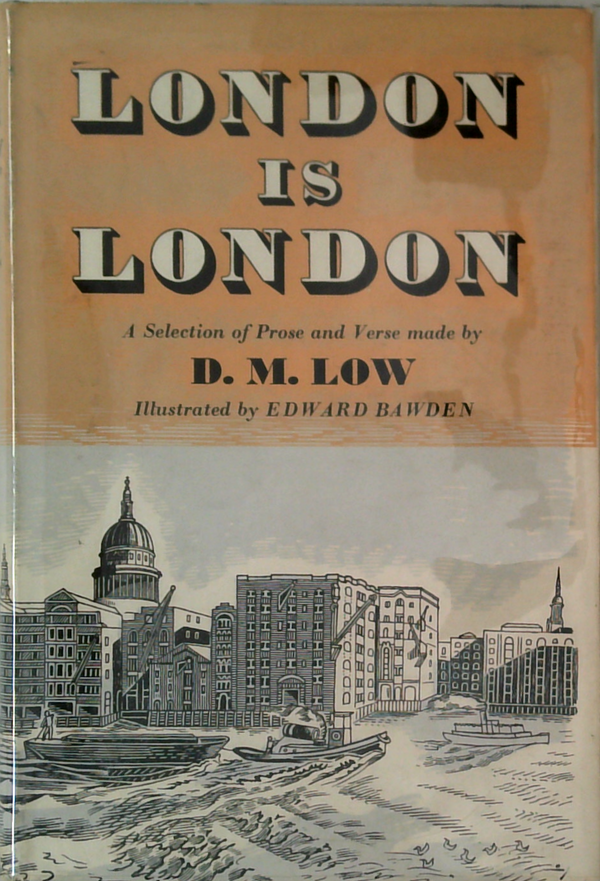 LONDON
IS
LONDON
A Selection of Prose and Verse made by
D. M. LOW
Illustrated by EDWARD BAWDEN